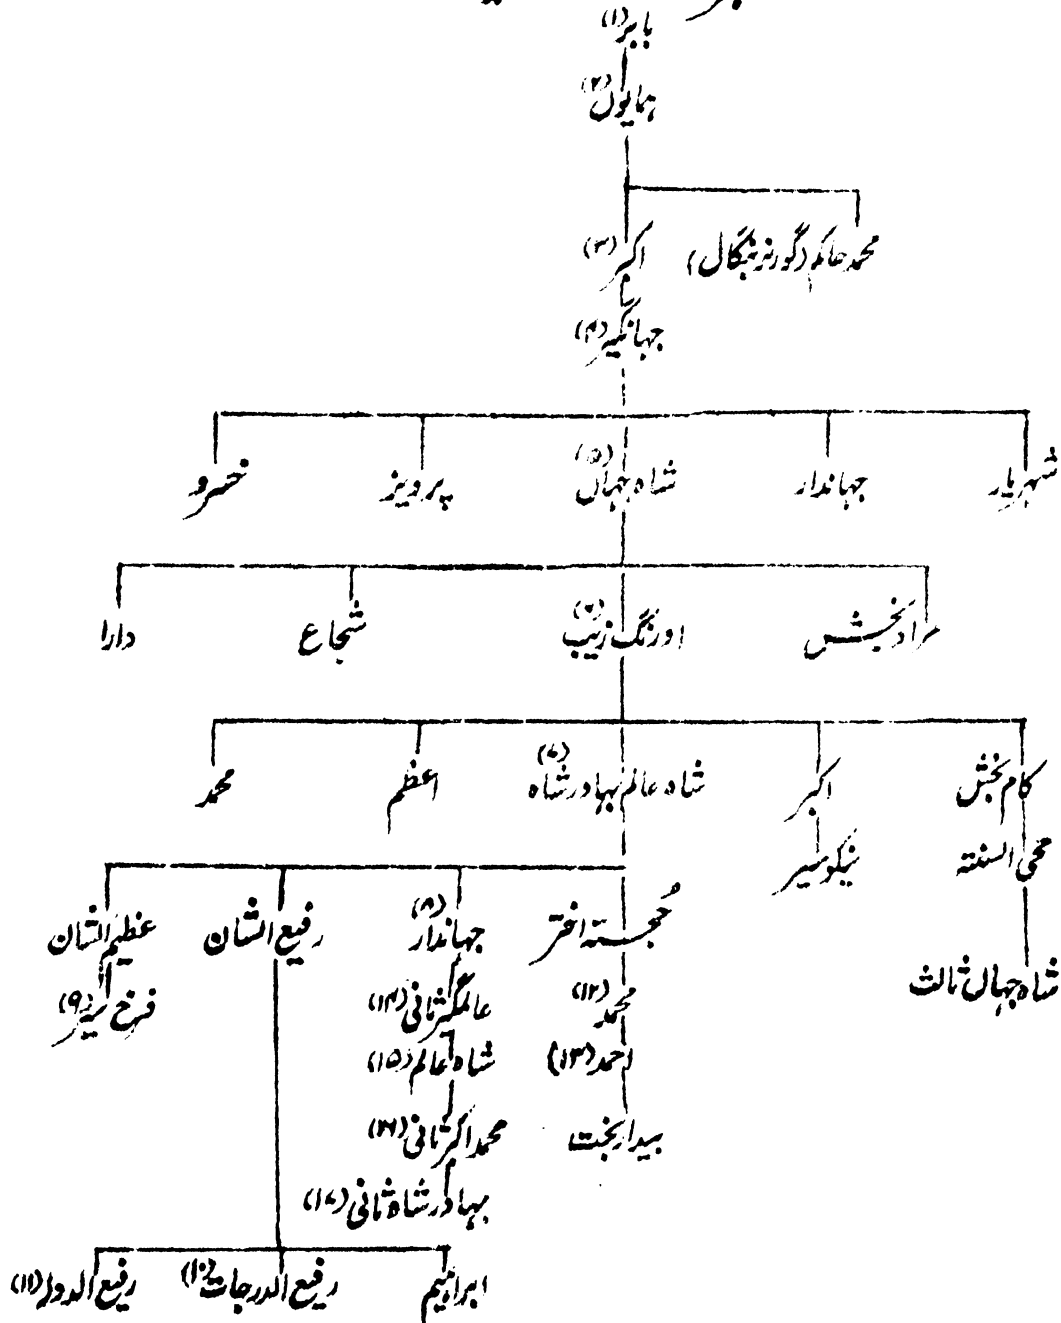 بابر (۱)
ہمایوں (۲)
محمد حاکم (گورنر بنگال) اکبر (۳)
جہانگیر (۴)
شہریار جہاندار شاہ جہاں (۵) پرویز خسرو
مراد بخش اورنگ زیب (۶) شجاع دارا
کام بخش اکبر شاہ عالم بہادر شاہ (۷) اعظم محمد
محی السنتہ نیکوسیر
خجستہ اختر جہاندار (۸) رفیع الشان عظیم الشان
شاہ جہاں ثالث محمد (۱۲) عالمگیر ثانی (۱۴) فرخ سیر (۹)
احمد (۱۳) شاہ عالم (۱۵)
بیدار بخت محمد اکبر ثانی (۱۶)
بہادر شاہ ثانی (۱۷)
ابراہیم رفیع الدرجات (۱۰) رفیع الدولہ (۱۱)